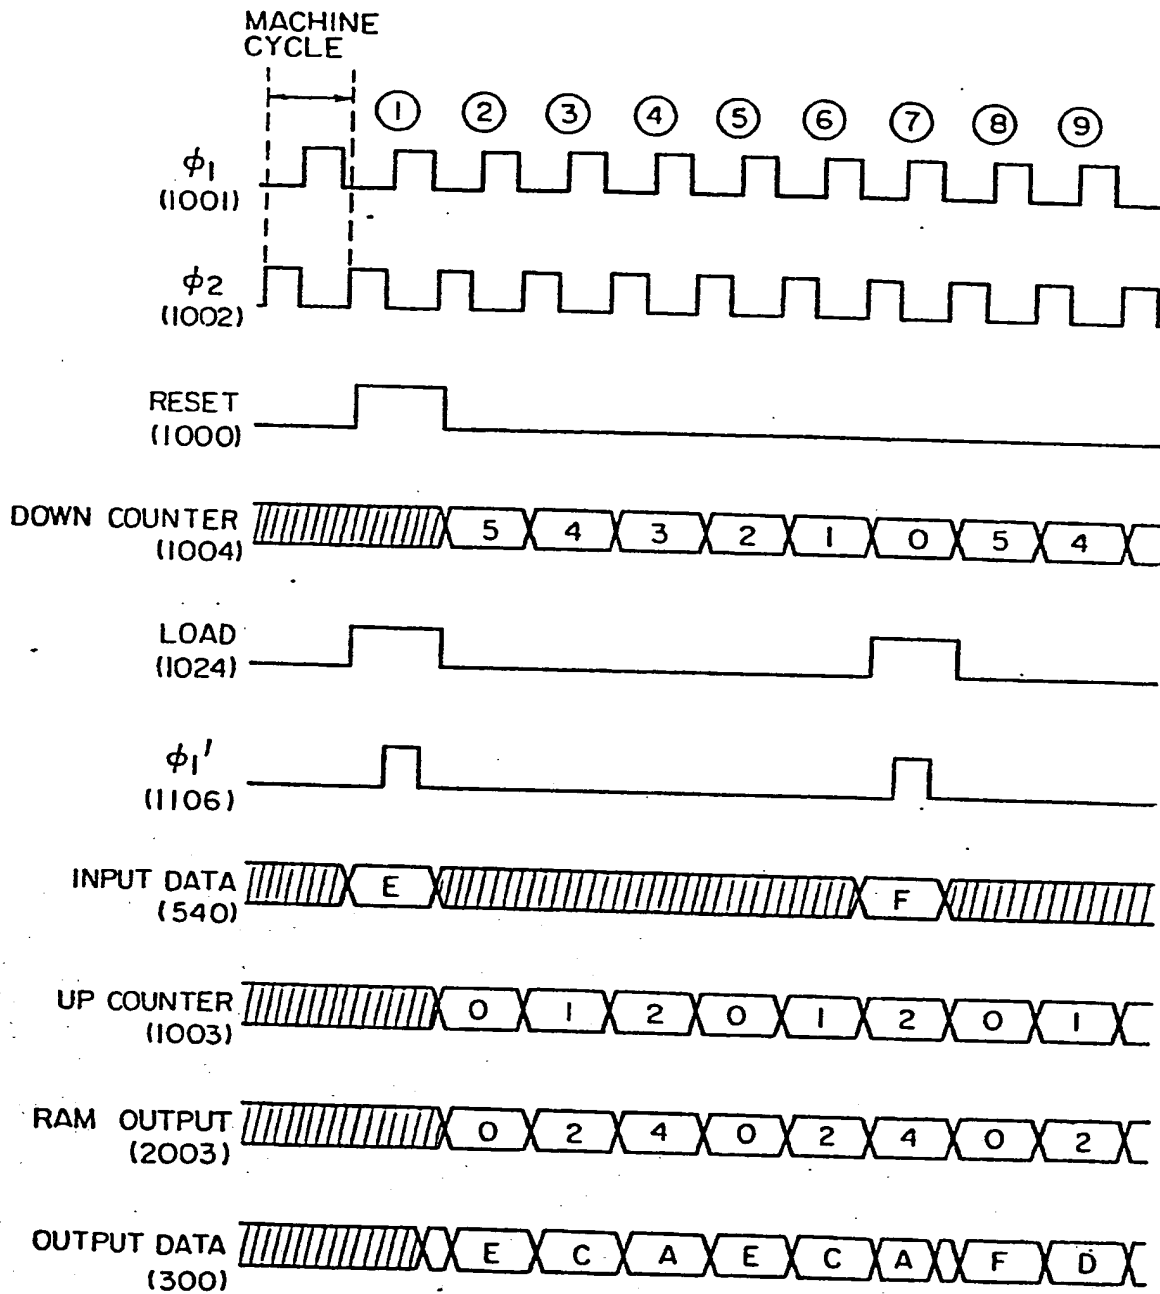 MACHINE
CYCLE
① ② ③ ④ ⑤ ⑥ ⑦ ⑧ ⑨
ϕ1
(1001)
ϕ2
(1002)
RESET
(1000)
DOWN COUNTER 5 4 3 2 1 0 5 4
(1004)
LOAD
(1024)
ϕ1'
(1106)
INPUT DATA E F
(540)
UP COUNTER 0 1 2 0 1 2 0 1
(1003)
RAM OUTPUT 0 2 4 0 2 4 0 2
(2003)
OUTPUT DATA E C A E C A F D
(300)